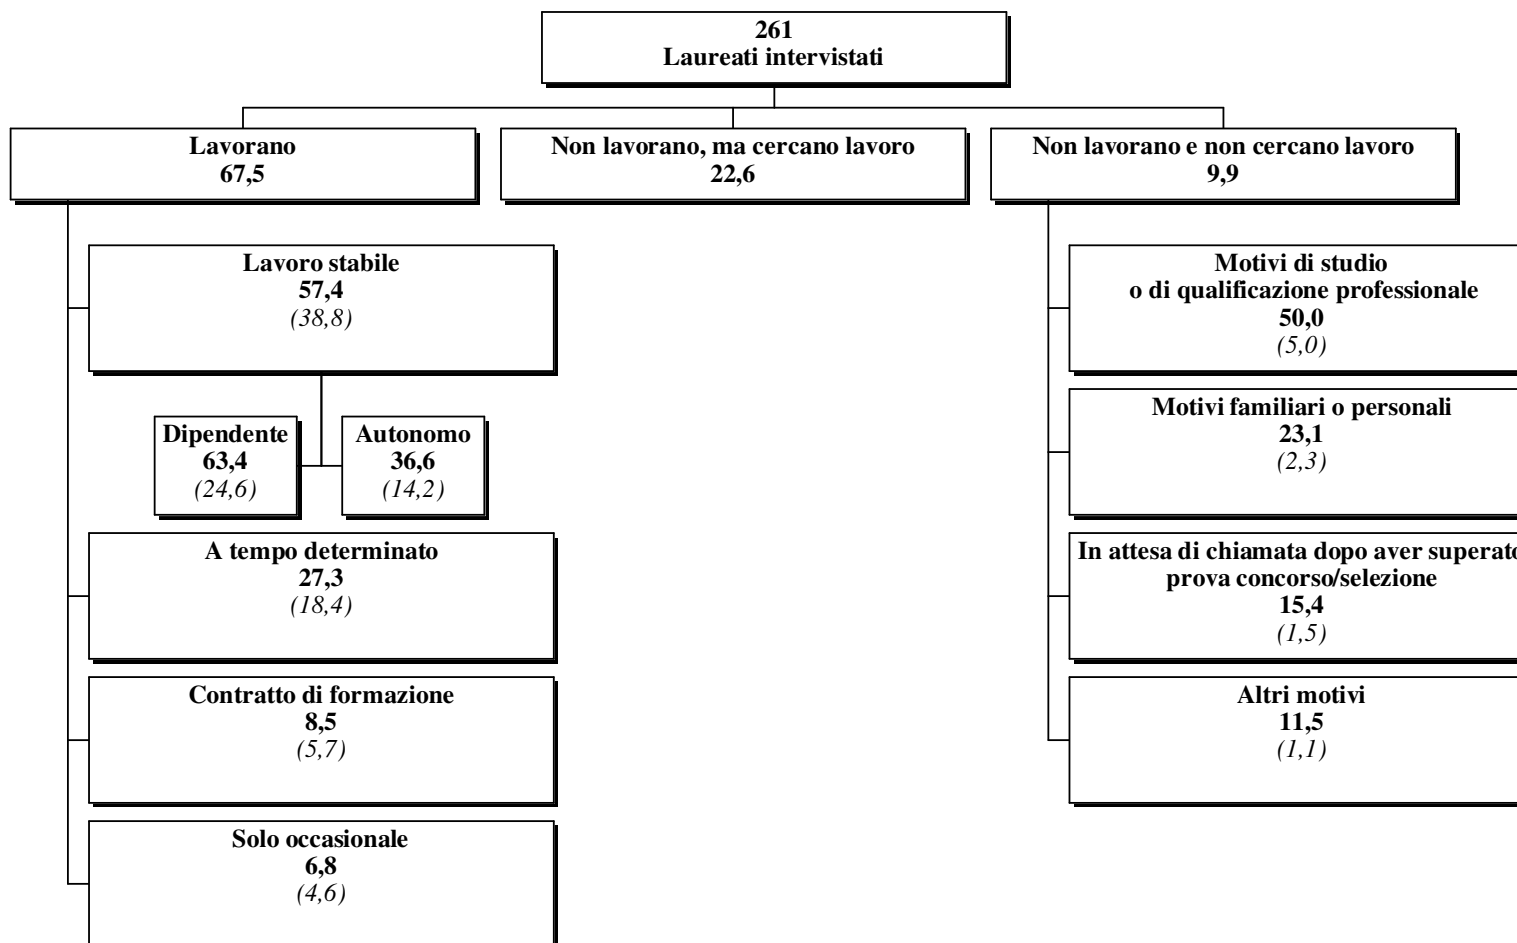 261
Laureati intervistati
Lavorano
67,5
Non lavorano, ma cercano lavoro
22,6
Non lavorano e non cercano lavoro
9,9
Lavoro stabile
57,4
(38,8)
Dipendente
63,4
(24,6)
Autonomo
36,6
(14,2)
A tempo determinato
27,3
(18,4)
Contratto di formazione
8,5
(5,7)
Solo occasionale
6,8
(4,6)
Motivi di studio
o di qualificazione professionale
50,0
(5,0)
Motivi familiari o personali
23,1
(2,3)
In attesa di chiamata dopo aver superato
prova concorso/selezione
15,4
(1,5)
Altri motivi
11,5
(1,1)